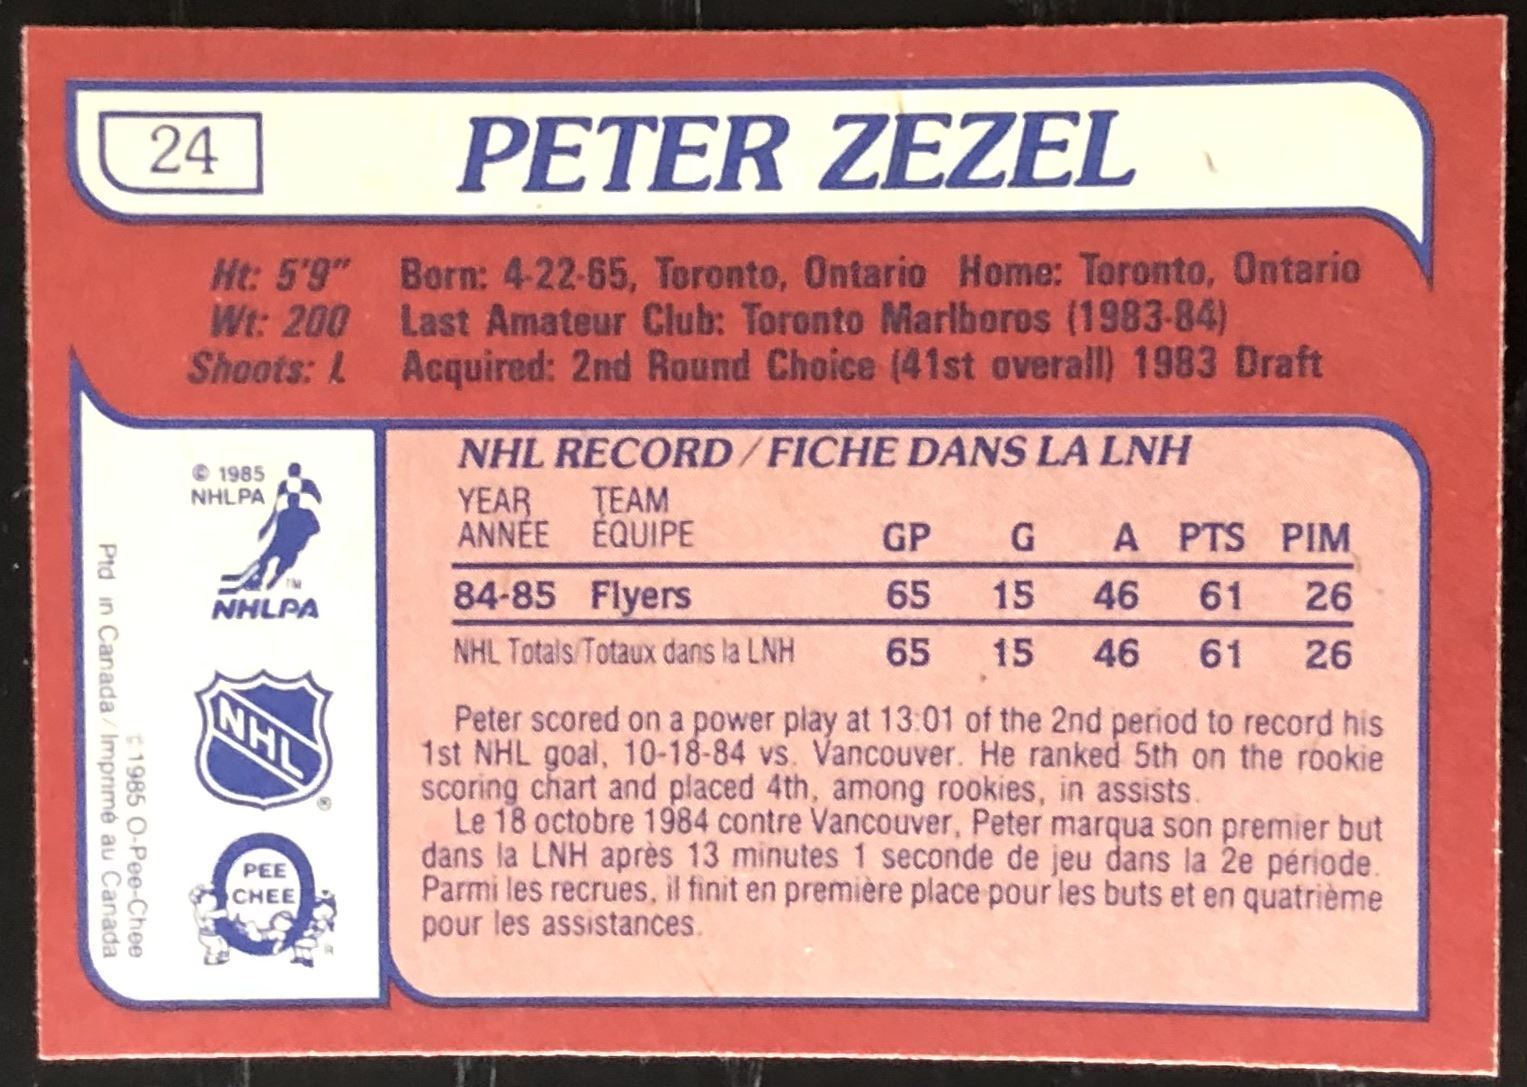 24
PETER ZEZEL
Ht: 5'9" Born: 4-22-65, Toronto, Ontario Home: Toronto, Ontario
Wt: 200 Last Amateur Club: Toronto Marlboros (1983-84)
Shoots: L Acquired: 2nd Round Choice (41st overall) 1983 Draft
© 1985
NHLPA
TM
NHLPA
NHL
®
PEE
CHEE
®
© 1985 O-Pee-Chee
Ptd in Canada/Imprimé au Canada
NHL RECORD/FICHE DANS LA LNH
YEAR TEAM
ANNÉE ÉQUIPE GP G A PTS PIM
84-85 Flyers 65 15 46 61 26
NHL Totals/Totaux dans la LNH 65 15 46 61 26
Peter scored on a power play at 13:01 of the 2nd period to record his
1st NHL goal, 10-18-84 vs. Vancouver. He ranked 5th on the rookie
scoring chart and placed 4th, among rookies, in assists.
Le 18 octobre 1984 contre Vancouver, Peter marqua son premier but
dans la LNH après 13 minutes 1 seconde de jeu dans la 2e période.
Parmi les recrues, il finit en première place pour les buts et en quatrième
pour les assistances.